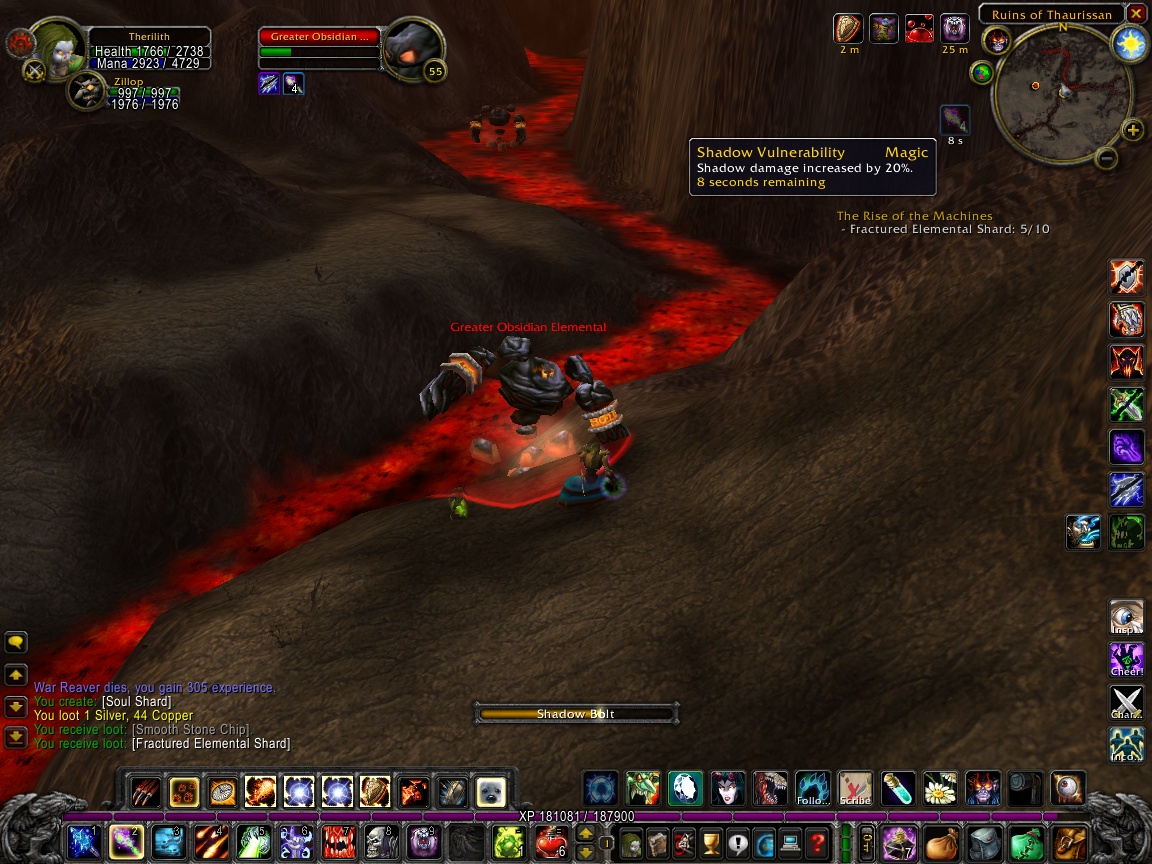 Therilith
Health 1766 / 2738
Mana 2923 / 4729
Zillop
997 / 997
1976 / 1976
Greater Obsidian ...
55
4
2 m
25 m
Ruins of Thaurissan
N
4
8 s
Shadow Vulnerability Magic
Shadow damage increased by 20%.
8 seconds remaining
The Rise of the Machines
- Fractured Elemental Shard: 5/10
Greater Obsidian Elemental
Insp...
Cheer!
Char...
War Reaver dies, you gain 305 experience.
You create: [Soul Shard]
You loot 1 Silver, 44 Copper
You receive loot: [Smooth Stone Chip].
You receive loot: [Fractured Elemental Shard]
Shadow Bolt
Follo...
Scribe
XP 181081 / 187900
1 2 3 4 5 6 7 8 9
6
1
7